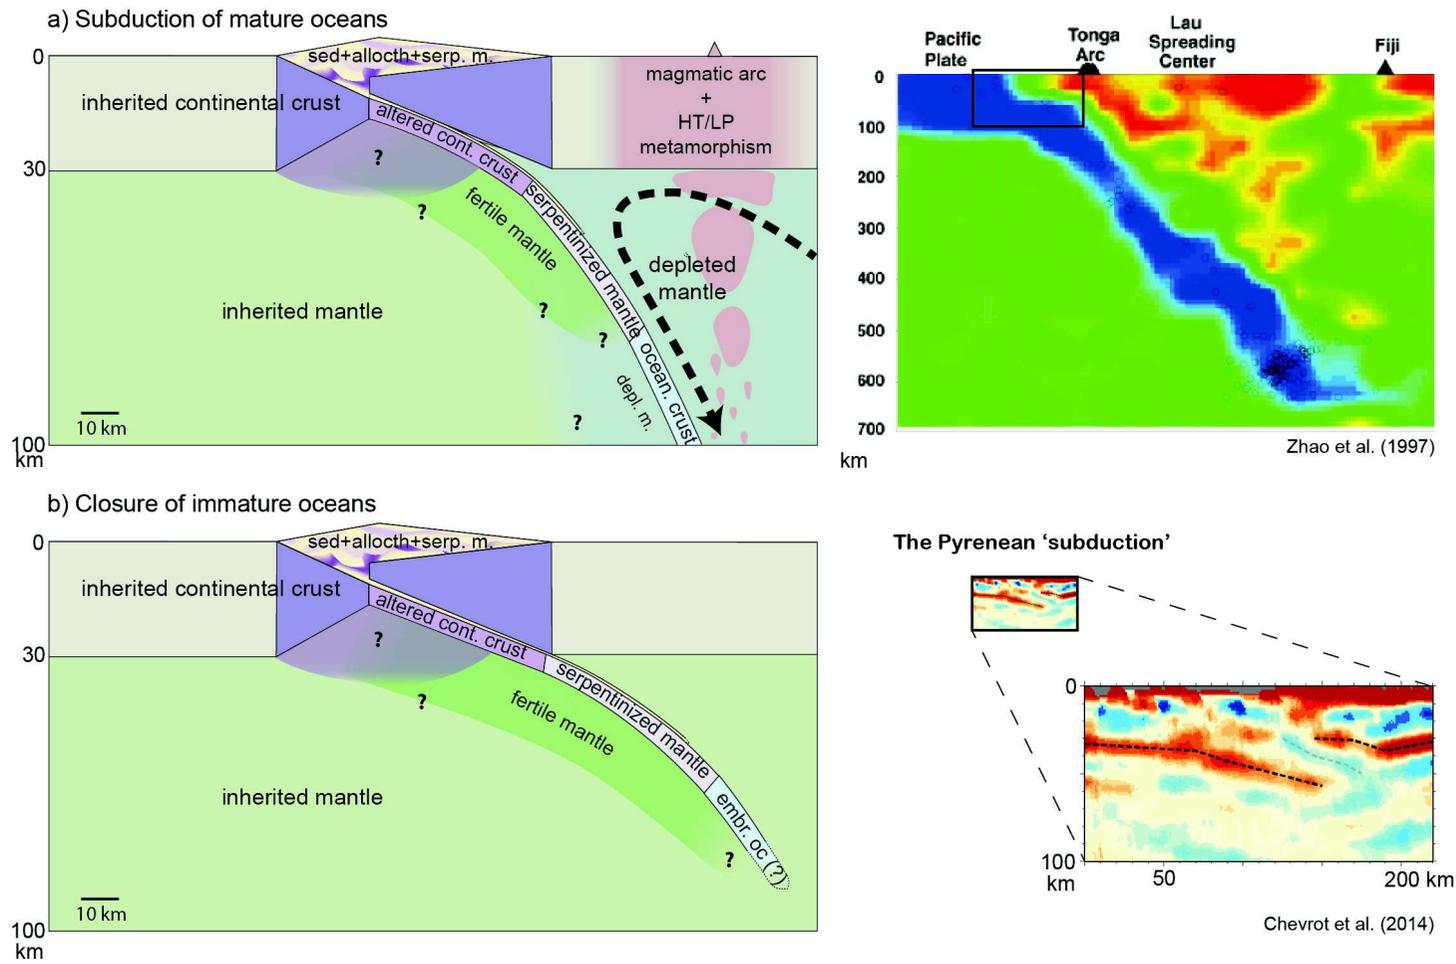 a) Subduction of mature oceans
0
sed+allocth+serp. m.
inherited continental crust
magmatic arc
+
HT/LP
metamorphism
altered cont. crust
?
30
serpentinized mantle
fertile mantle
?
depleted
mantle
inherited mantle
?
?
ocean. crust
depl. m.
?
10 km
100
km
Pacific
Plate
Tonga
Arc
Lau
Spreading
Center
Fiji
0
100
200
300
400
500
600
700
km
Zhao et al. (1997)
b) Closure of immature oceans
0
sed+allocth+serp. m.
inherited continental crust
altered cont. crust
?
30
serpentinized mantle
?
fertile mantle
inherited mantle
embr. oc (?)
?
10 km
100
km
The Pyrenean ‘subduction’
0
100
km
50
200 km
Chevrot et al. (2014)